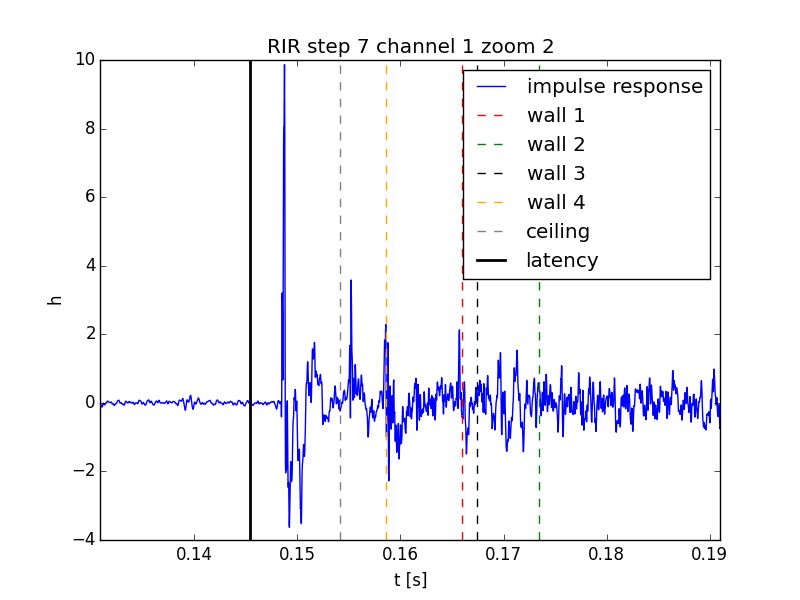 RIR step 7 channel 1 zoom 2
10
8
6
4
2
0
−2
−4
h
0.14
0.15
0.16
0.17
0.18
0.19
t [s]
impulse response
wall 1
wall 2
wall 3
wall 4
ceiling
latency